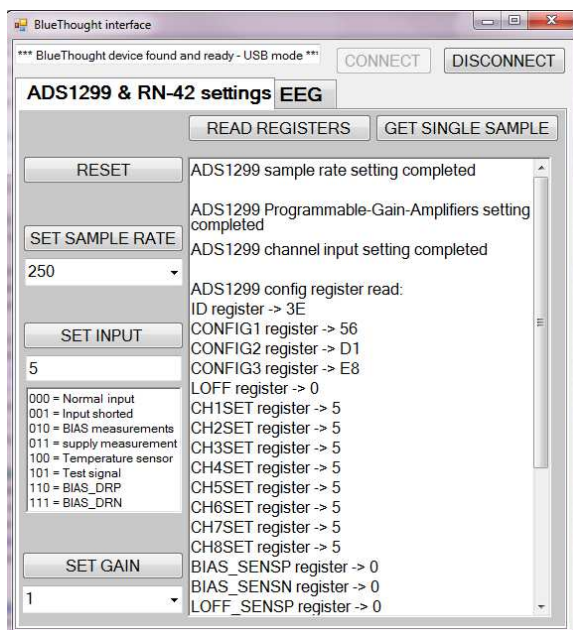 BlueThought interface
*** BlueThought device found and ready - USB mode **
CONNECT
DISCONNECT
ADS1299 & RN-42 settings
EEG
READ REGISTERS
GET SINGLE SAMPLE
RESET
SET SAMPLE RATE
250
SET INPUT
5
000 = Normal input
001 = Input shorted
010 = BIAS measurements
011 = supply measurement
100 = Temperature sensor
101 = Test signal
110 = BIAS_DRP
111 = BIAS_DRN
SET GAIN
1
ADS1299 sample rate setting completed
ADS1299 Programmable-Gain-Amplifiers setting
completed
ADS1299 channel input setting completed
ADS1299 config register read:
ID register -> 3E
CONFIG1 register -> 56
CONFIG2 register -> D1
CONFIG3 register -> E8
LOFF register -> 0
CH1SET register -> 5
CH2SET register -> 5
CH3SET register -> 5
CH4SET register -> 5
CH5SET register -> 5
CH6SET register -> 5
CH7SET register -> 5
CH8SET register -> 5
BIAS_SENSP register -> 0
BIAS_SENSN register -> 0
LOFF_SENSP register -> 0